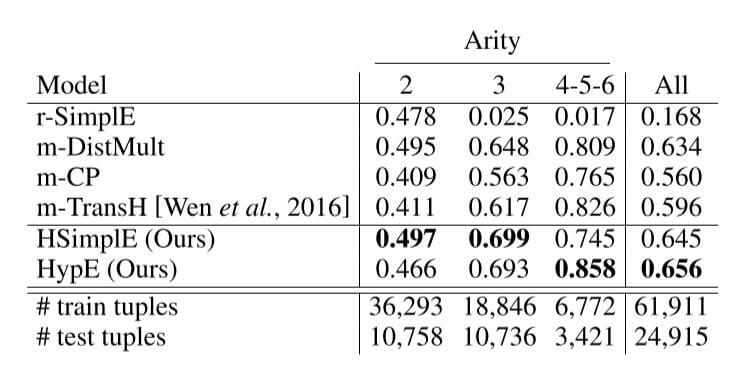 Arity
Model 2 3 4-5-6 All
r-SimplE 0.478 0.025 0.017 0.168
m-DistMult 0.495 0.648 0.809 0.634
m-CP 0.409 0.563 0.765 0.560
m-TransH [Wen et al., 2016] 0.411 0.617 0.826 0.596
HSimplE (Ours) 0.497 0.699 0.745 0.645
HypE (Ours) 0.466 0.693 0.858 0.656
# train tuples 36,293 18,846 6,772 61,911
# test tuples 10,758 10,736 3,421 24,915